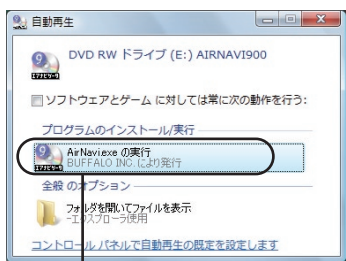 自動再生
DVD RW ドライブ (E:) AIRNAVI900
ソフトウェアとゲーム に対しては常に次の動作を行う:
プログラムのインストール/実行
AirNavi.exe の実行
BUFFALO INC. により発行
全般 のオプション
フォルダを開いてファイルを表示
-エクスプローラ使用
コントロール パネルで自動再生の既定を設定します